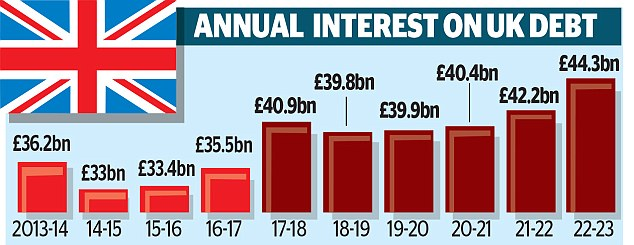 ANNUAL INTEREST ON UK DEBT
£36.2bn
£33bn
£33.4bn
£35.5bn
£40.9bn
£39.8bn
£39.9bn
£40.4bn
£42.2bn
£44.3bn
2013-14 14-15 15-16 16-17 17-18 18-19 19-20 20-21 21-22 22-23